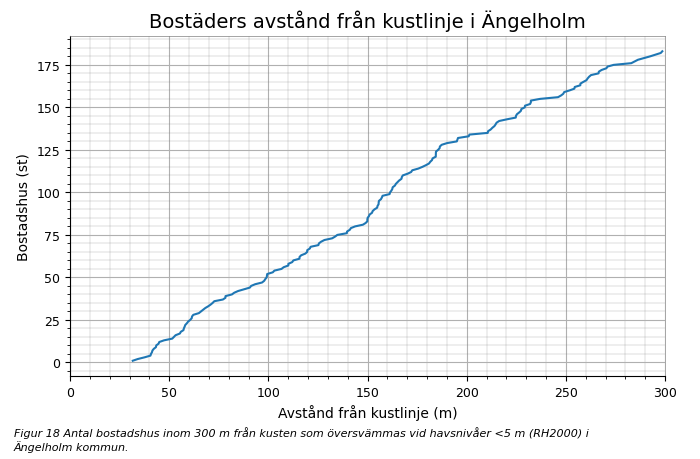 Bostäders avstånd från kustlinje i Ängelholm
Bostadshus (st)
175
150
125
100
75
50
25
0
0 50 100 150 200 250 300
Avstånd från kustlinje (m)
Figur 18 Antal bostadshus inom 300 m från kusten som översvämmas vid havsnivåer <5 m (RH2000) i
Ängelholm kommun.